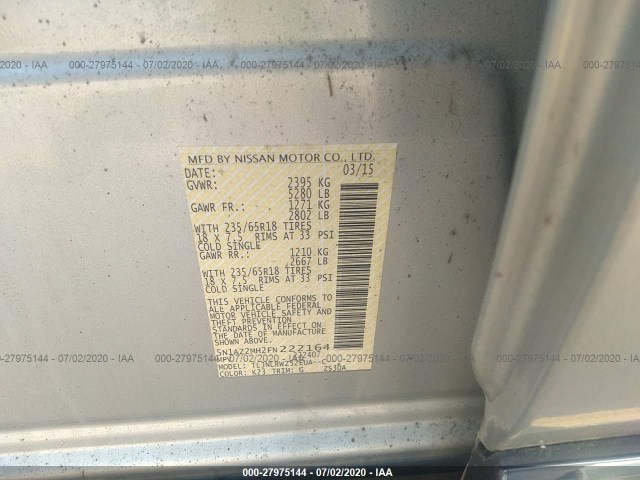 000-27975144 - 07/02/2020 - IAA
MFD BY NISSAN MOTOR CO., LTD.
DATE: 03/15
GVWR: 2395 KG
5280 LB
GAWR FR.: 1271 KG
2802 LB
WITH 235/65R18 TIRES
18 X 7.5 RIMS AT 33 PSI
COLD SINGLE
GAWR RR.: 1210 KG
2667 LB
WITH 235/65R18 TIRES
18 X 7.5 RIMS AT 33 PSI
COLD SINGLE
THIS VEHICLE CONFORMS TO
ALL APPLICABLE FEDERAL
MOTOR VEHICLE SAFETY AND
THEFT PREVENTION
STANDARDS IN EFFECT ON
THE DATE OF MANUFACTURE
SHOWN ABOVE.
5N1AZ2MH2FN222164
MPV
MODEL:
COLOR: K23 TRIM: G
000-27975144 - 07/02/2020 - IAA